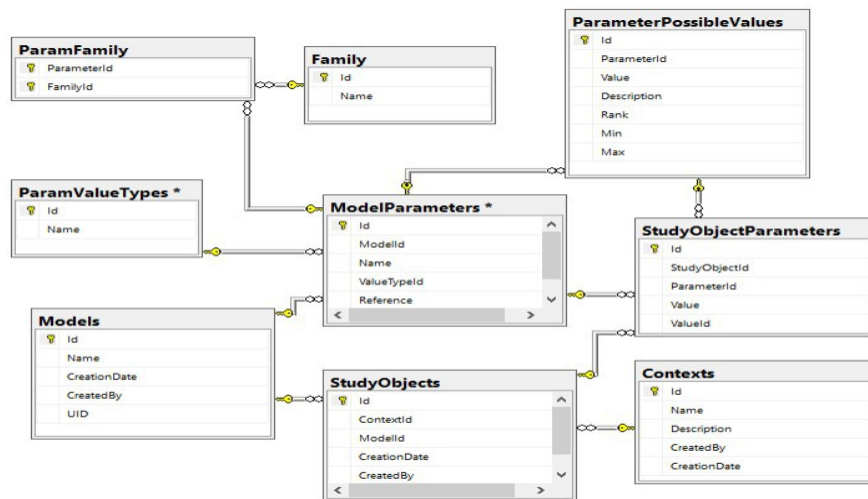 ParamFamily
ParameterId
FamilyId
Family
Id
Name
ParameterPossibleValues
Id
ParameterId
Value
Description
Rank
Min
Max
ParamValueTypes *
Id
Name
ModelParameters *
Id
ModelId
Name
ValueTypeId
Reference
StudyObjectParameters
Id
StudyObjectId
ParameterId
Value
ValueId
Models
Id
Name
CreationDate
CreatedBy
UID
StudyObjects
Id
ContextId
ModelId
CreationDate
CreatedBy
Contexts
Id
Name
Description
CreatedBy
CreationDate